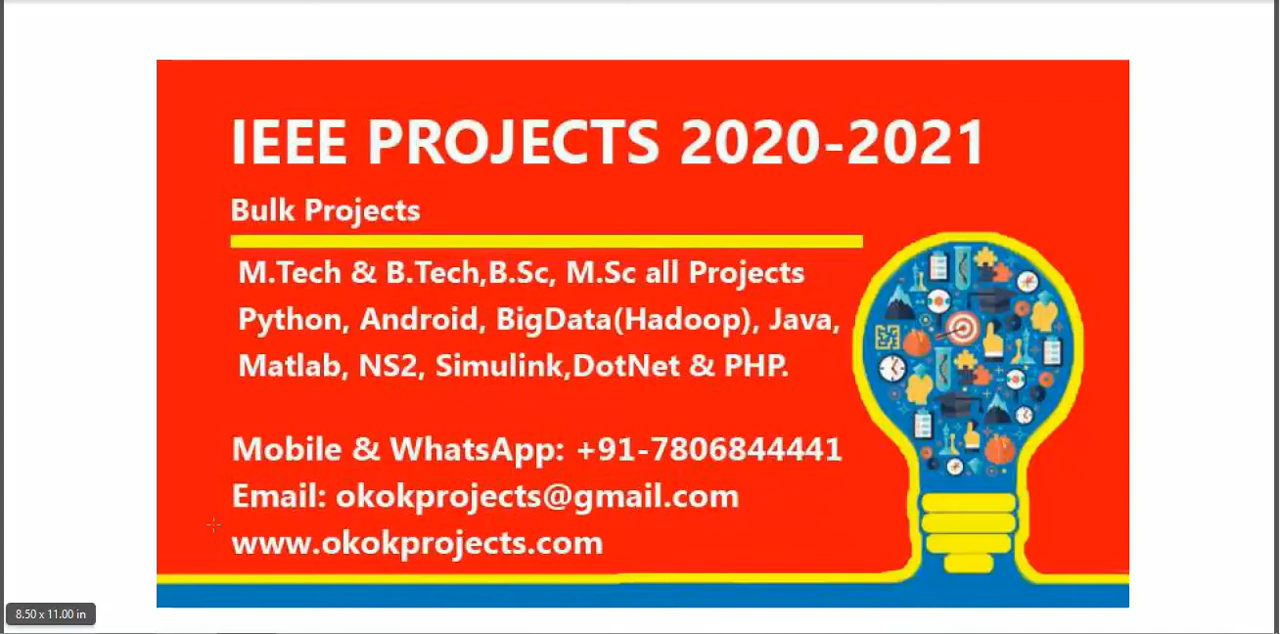 IEEE PROJECTS 2020-2021
Bulk Projects
M.Tech & B.Tech,B.Sc, M.Sc all Projects
Python, Android, BigData(Hadoop), Java,
Matlab, NS2, Simulink,DotNet & PHP.
Mobile & WhatsApp: +91-7806844441
Email: okokprojects@gmail.com
www.okokprojects.com
8.50 x 11.00 in